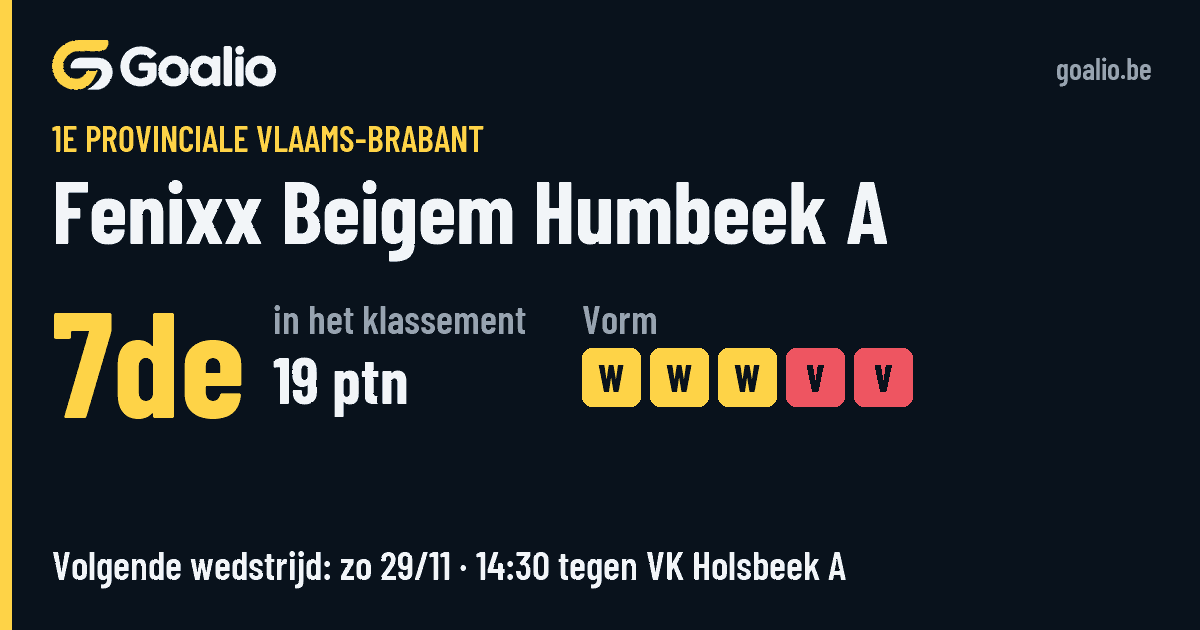 Goalio
goalio.be
1E PROVINCIALE VLAAMS-BRABANT
Fenixx Beigem Humbeek A
7de
in het klassement
19 ptn
Vorm
W W W V V
Volgende wedstrijd: zo 29/11 · 14:30 tegen VK Holsbeek A